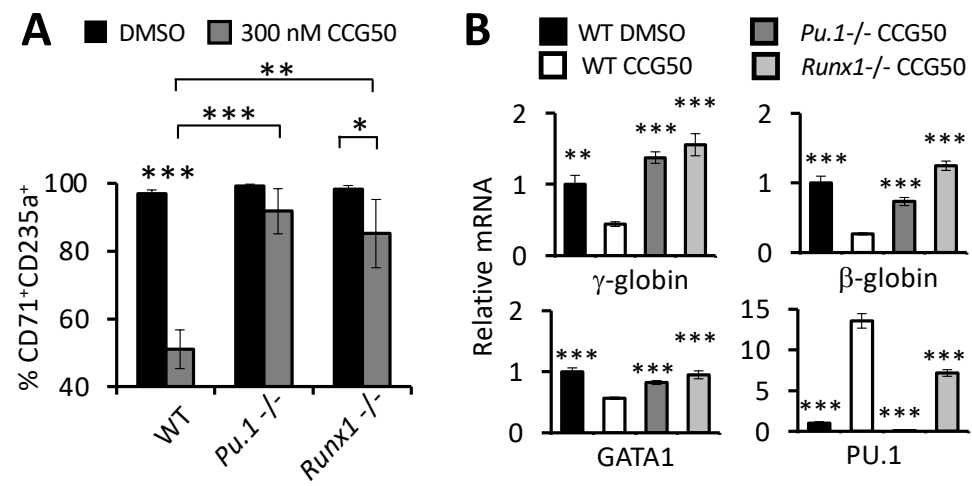 A
DMSO 300 nM CCG50
**
***
*
***
% CD71+CD235a+
100
80
60
40
WT
Pu.1 -/-
Runx1 -/-
B
WT DMSO Pu.1-/- CCG50
WT CCG50 Runx1-/- CCG50
Relative mRNA
2
1
0
** *** ***
γ-globin
2
1
0
*** *** ***
β-globin
2
1
0
*** *** ***
GATA1
15
10
5
0
*** *** ***
PU.1